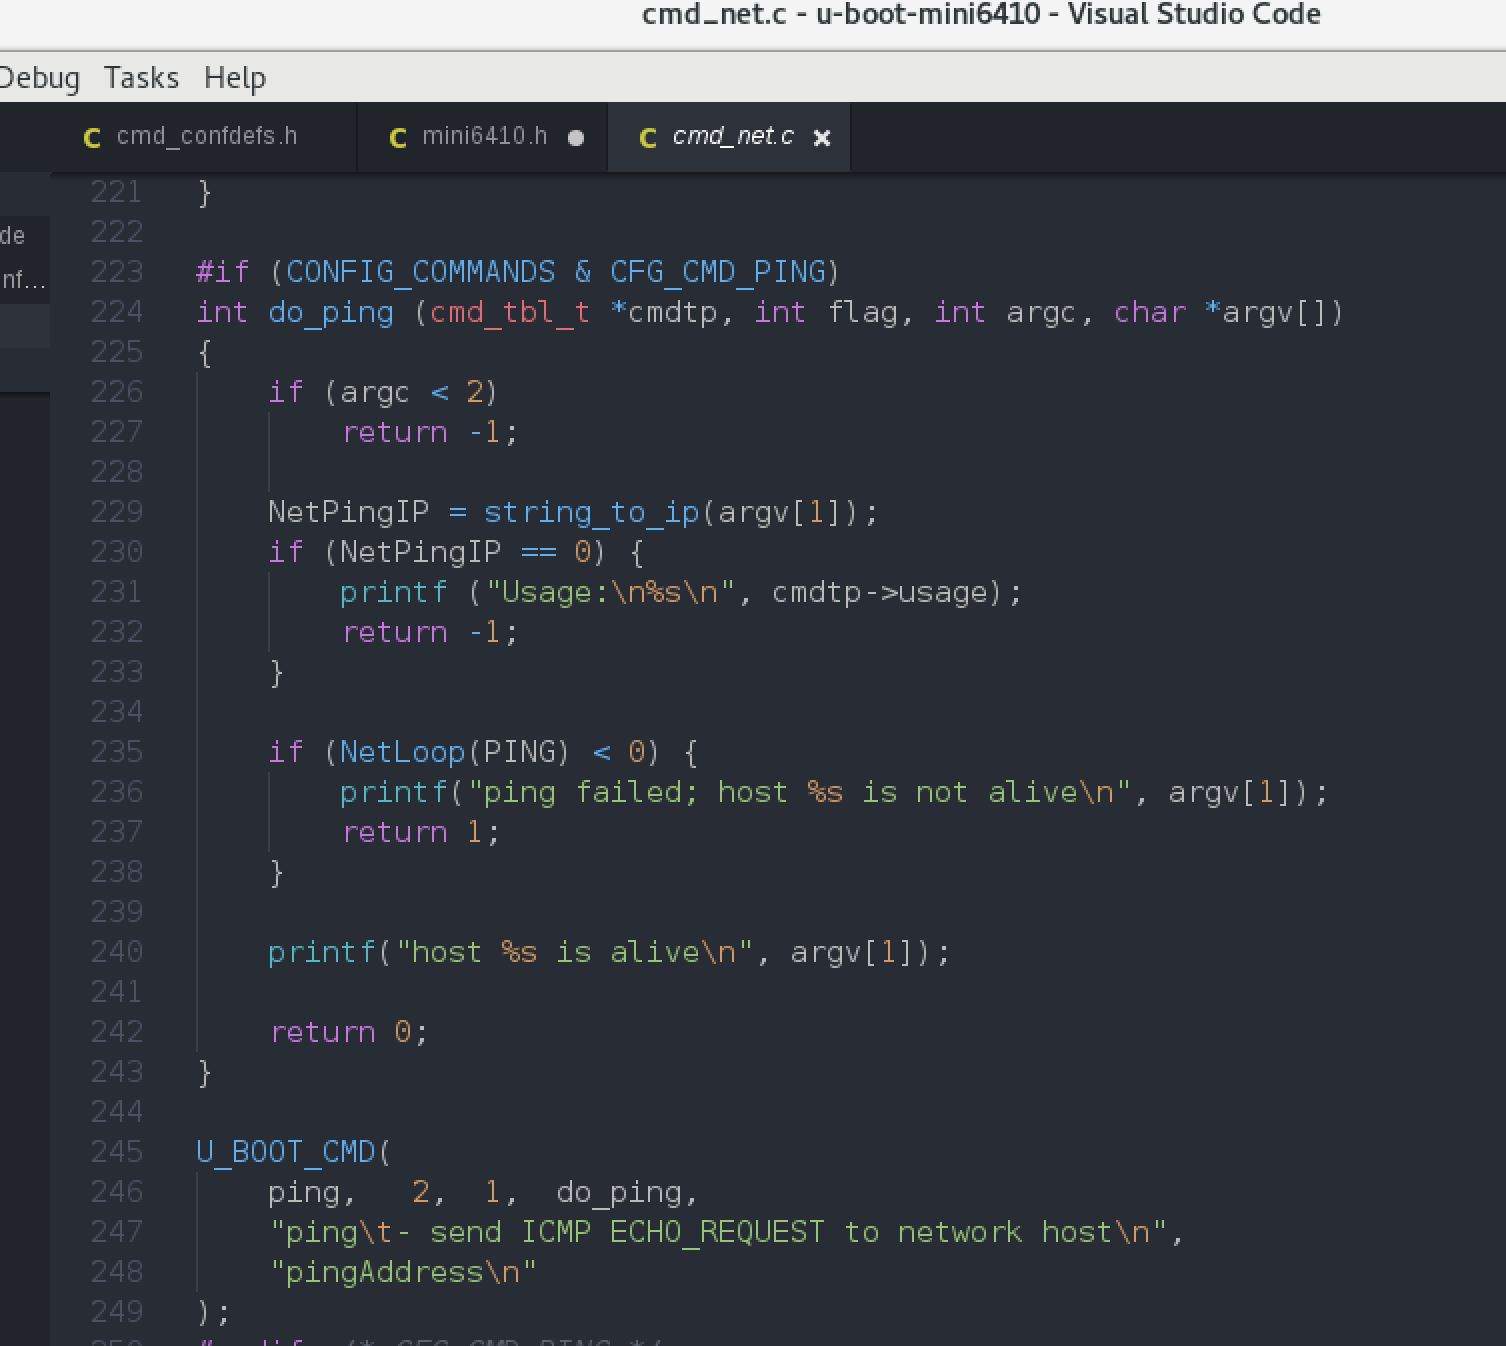 cmd_net.c - u-boot-mini6410 - Visual Studio Code
Debug Tasks Help
C cmd_confdefs.h C mini6410.h ● C cmd_net.c ×
de
nf...
221 }
222
223 #if (CONFIG_COMMANDS & CFG_CMD_PING)
224 int do_ping (cmd_tbl_t *cmdtp, int flag, int argc, char *argv[])
225 {
226     if (argc < 2)
227         return -1;
228
229     NetPingIP = string_to_ip(argv[1]);
230     if (NetPingIP == 0) {
231         printf ("Usage:\n%s\n", cmdtp->usage);
232         return -1;
233     }
234
235     if (NetLoop(PING) < 0) {
236         printf("ping failed; host %s is not alive\n", argv[1]);
237         return 1;
238     }
239
240     printf("host %s is alive\n", argv[1]);
241
242     return 0;
243 }
244
245 U_BOOT_CMD(
246     ping,   2,  1,  do_ping,
247     "ping\t- send ICMP ECHO_REQUEST to network host\n",
248     "pingAddress\n"
249 );